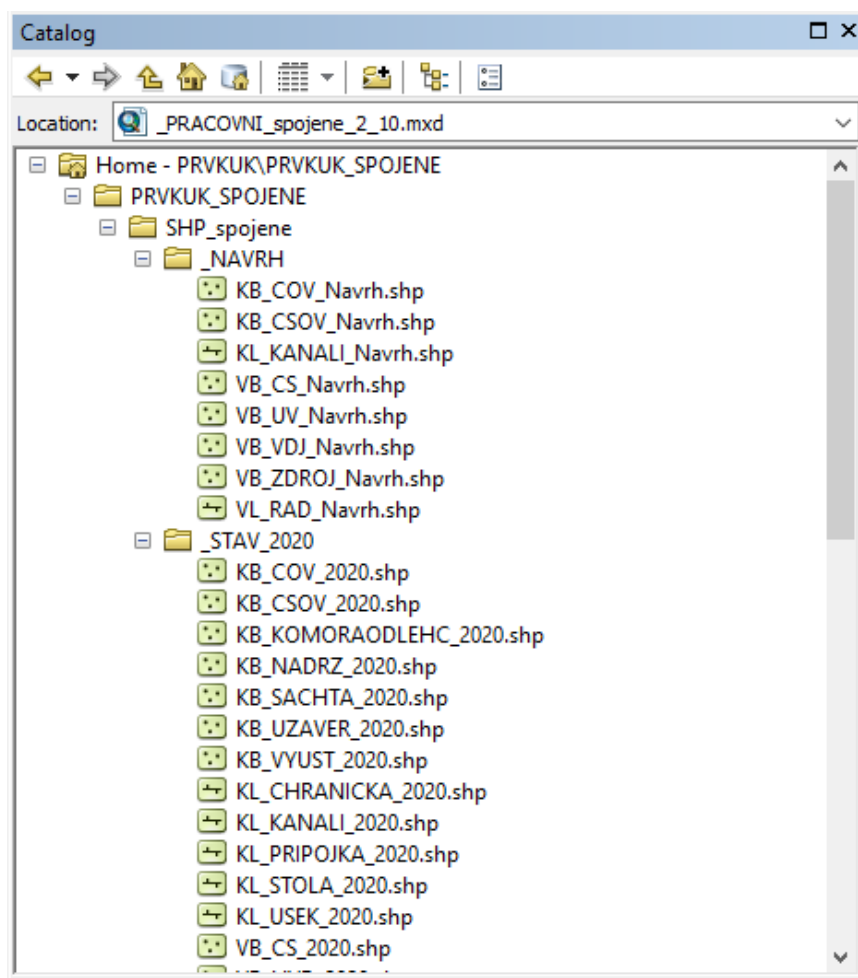 Catalog
Location: _PRACOVNI_spojene_2_10.mxd
Home - PRVKUK\PRVKUK_SPOJENE
PRVKUK_SPOJENE
SHP_spojene
_NAVRH
KB_COV_Navrh.shp
KB_CSOV_Navrh.shp
KL_KANALI_Navrh.shp
VB_CS_Navrh.shp
VB_UV_Navrh.shp
VB_VDJ_Navrh.shp
VB_ZDROJ_Navrh.shp
VL_RAD_Navrh.shp
_STAV_2020
KB_COV_2020.shp
KB_CSOV_2020.shp
KB_KOMORAODLEHC_2020.shp
KB_NADRZ_2020.shp
KB_SACHTA_2020.shp
KB_UZAVER_2020.shp
KB_VYUST_2020.shp
KL_CHRANICKA_2020.shp
KL_KANALI_2020.shp
KL_PRIPOJKA_2020.shp
KL_STOLA_2020.shp
KL_USEK_2020.shp
VB_CS_2020.shp